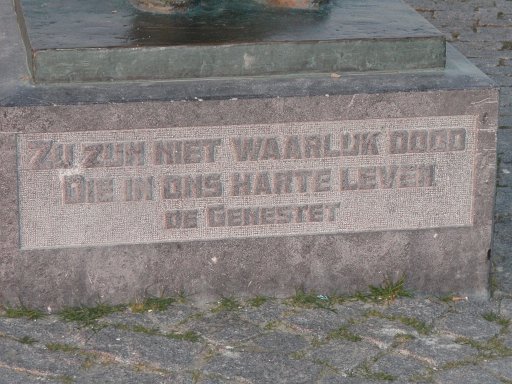 Zij zijn niet waarlijk dood
Die in ons harte leven
de Genestet